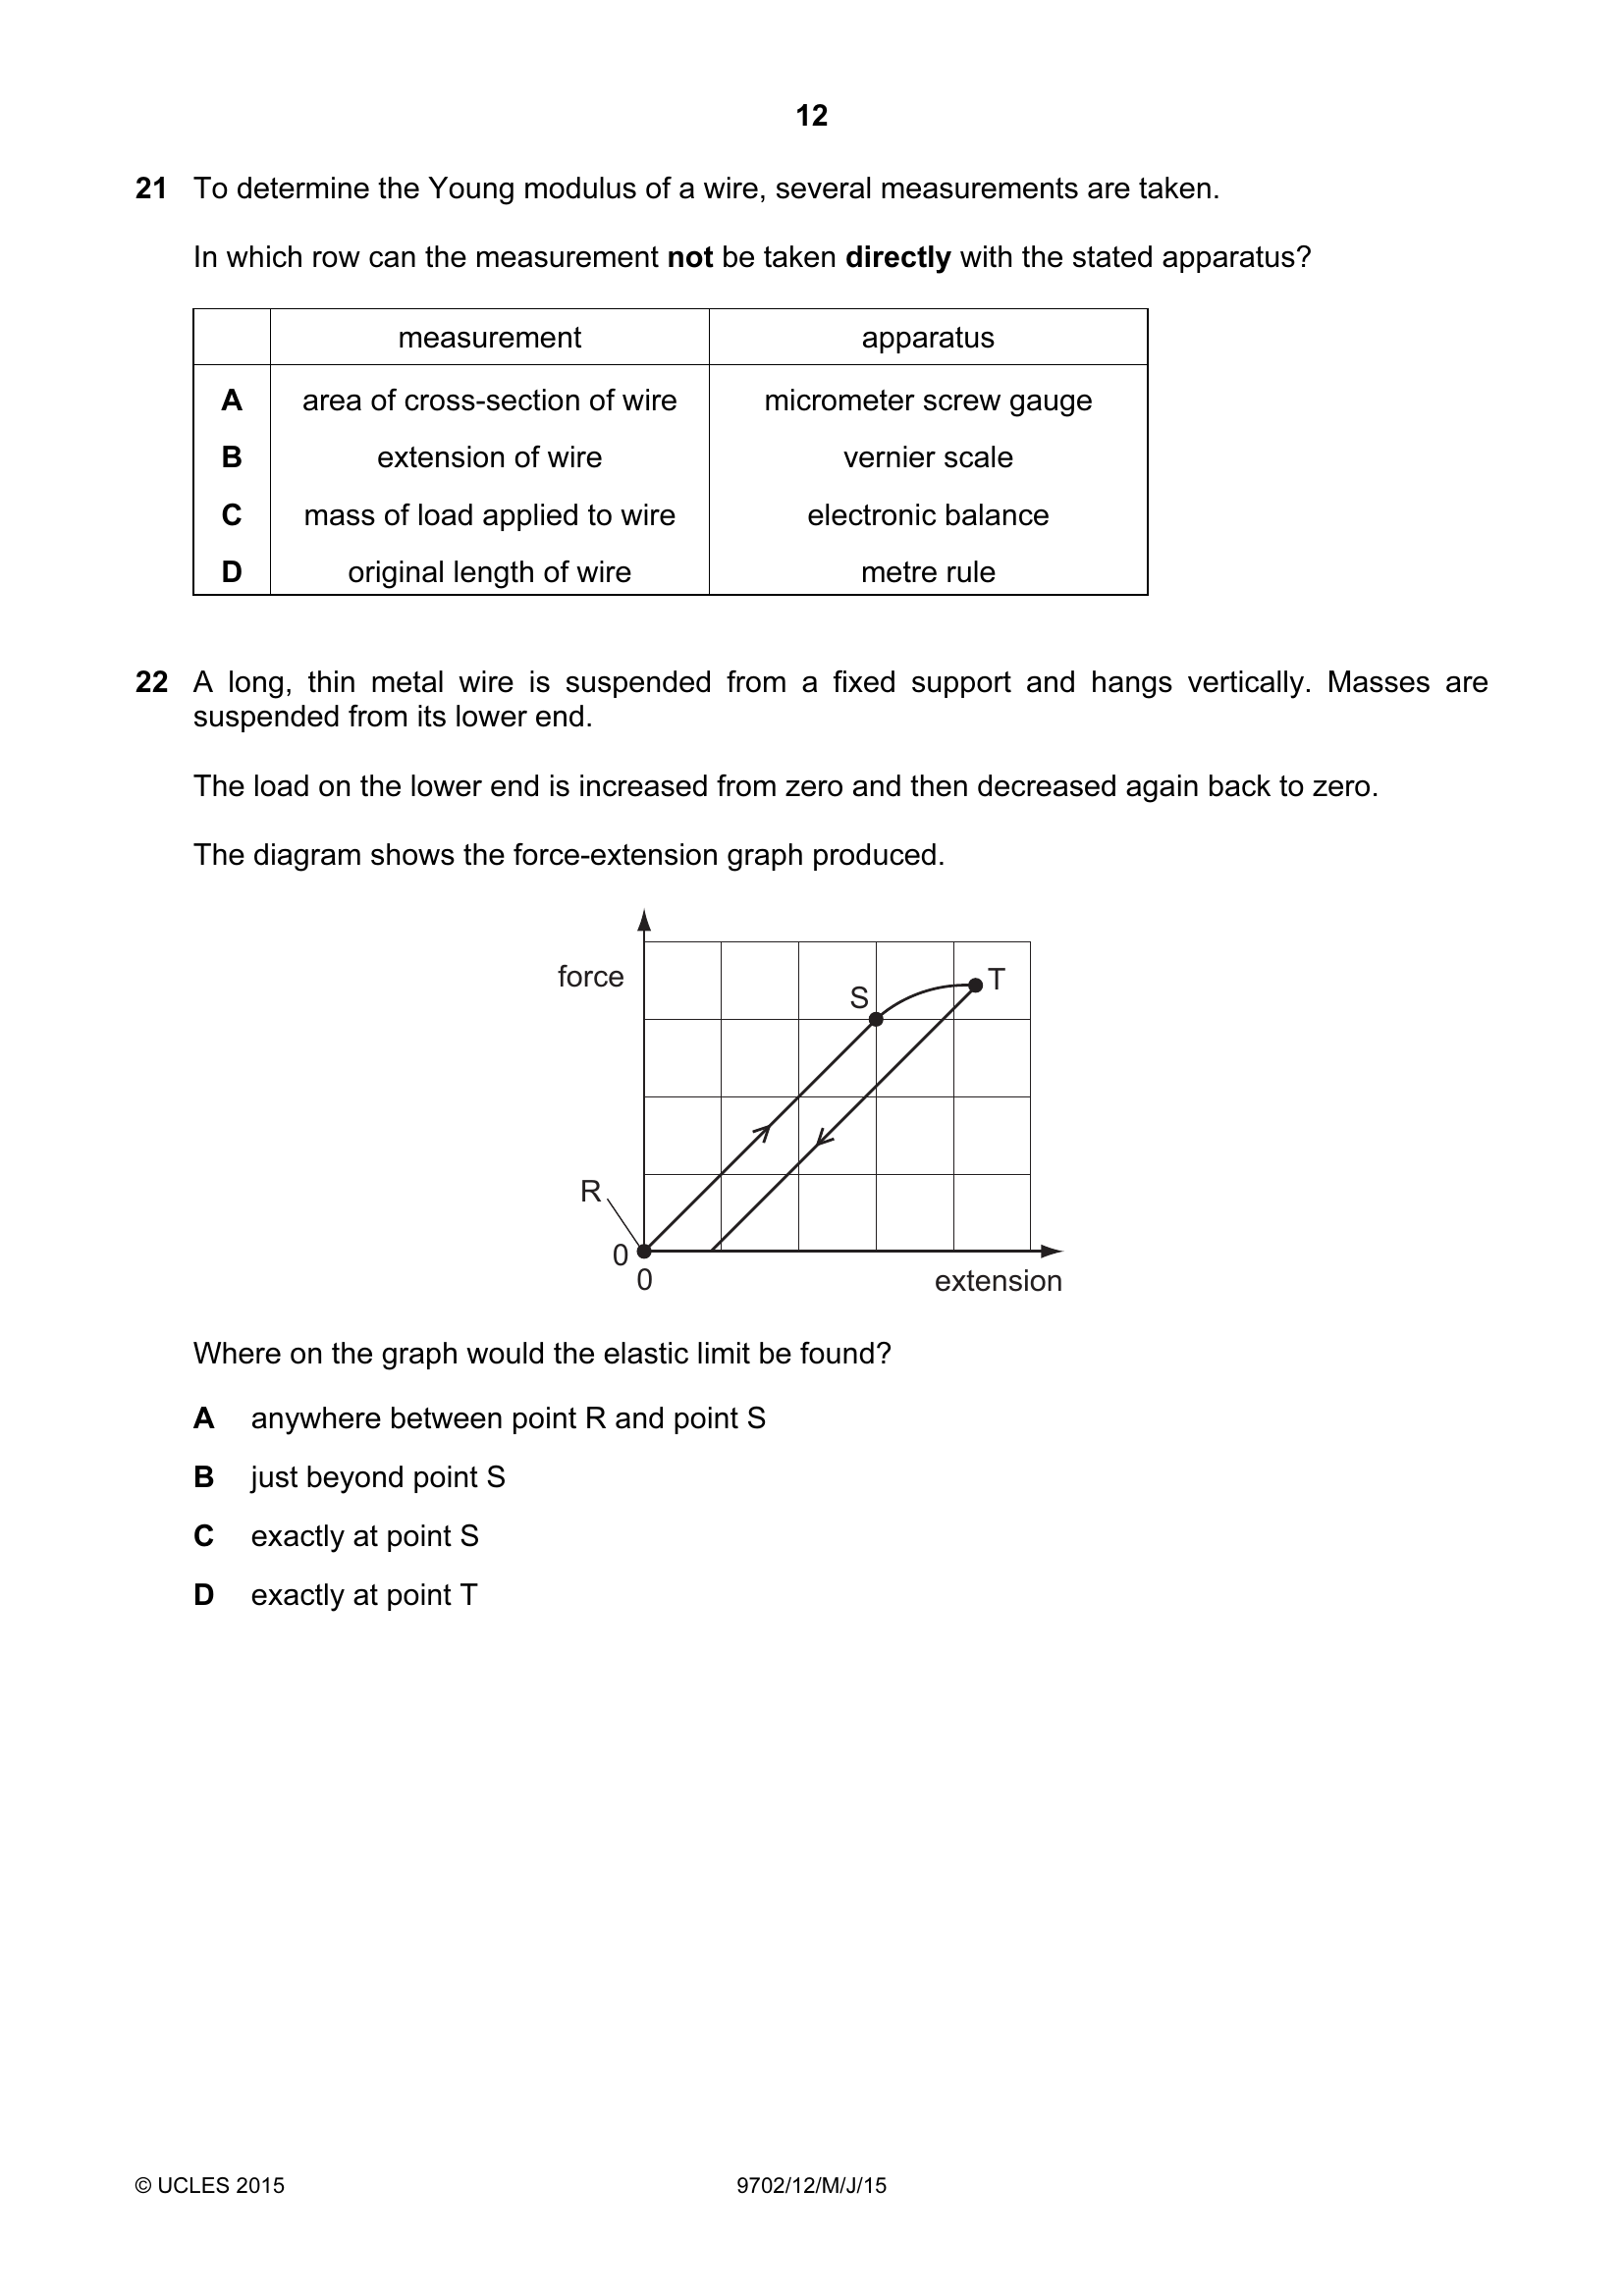 12
21 To determine the Young modulus of a wire, several measurements are taken.
In which row can the measurement not be taken directly with the stated apparatus?
measurement apparatus
A area of cross-section of wire micrometer screw gauge
B extension of wire vernier scale
C mass of load applied to wire electronic balance
D original length of wire metre rule
22 A long, thin metal wire is suspended from a fixed support and hangs vertically. Masses are
suspended from its lower end.
The load on the lower end is increased from zero and then decreased again back to zero.
The diagram shows the force-extension graph produced.
force
S
T
R
0
0
extension
Where on the graph would the elastic limit be found?
A anywhere between point R and point S
B just beyond point S
C exactly at point S
D exactly at point T
© UCLES 2015 9702/12/M/J/15